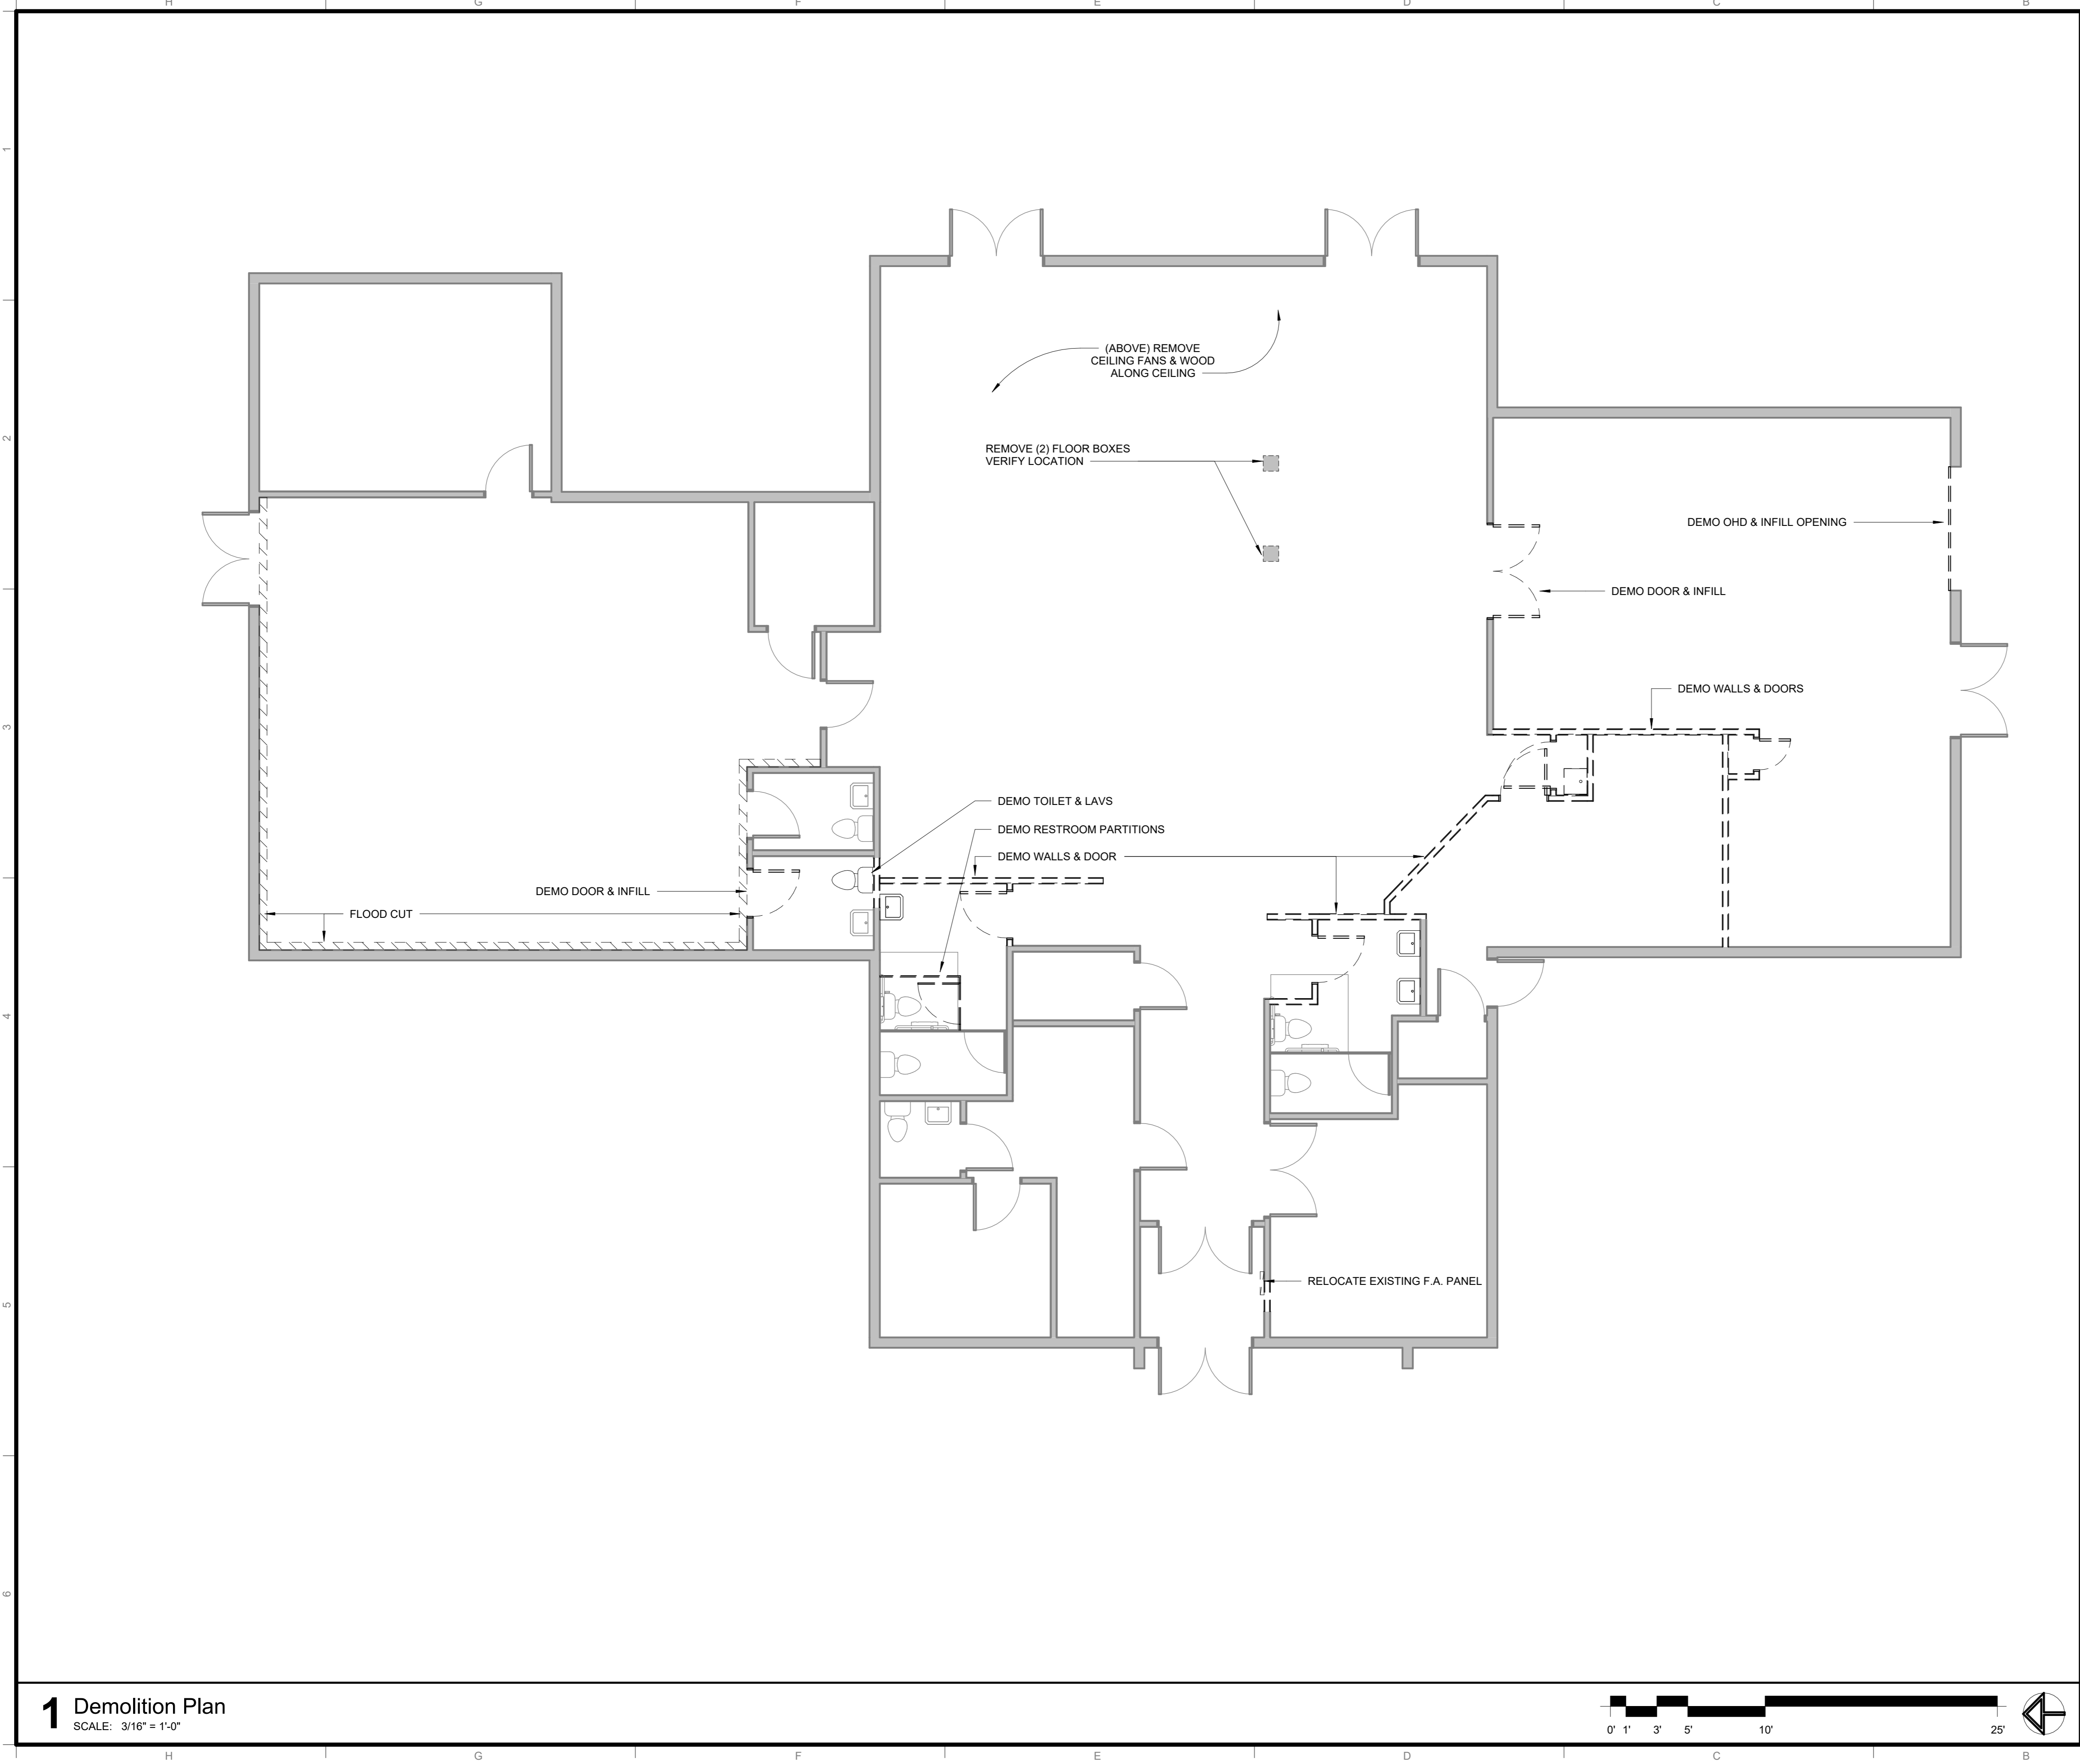 H G F E D C B
1
(ABOVE) REMOVE
CEILING FANS & WOOD
ALONG CEILING
2
REMOVE (2) FLOOR BOXES
VERIFY LOCATION
DEMO OHD & INFILL OPENING
DEMO DOOR & INFILL
DEMO WALLS & DOORS
3
DEMO TOILET & LAVS
DEMO RESTROOM PARTITIONS
DEMO WALLS & DOOR
DEMO DOOR & INFILL
FLOOD CUT
4
RELOCATE EXISTING F.A. PANEL
5
6
1 Demolition Plan
SCALE: 3/16" = 1'-0"
0' 1' 3' 5' 10' 25'
H G F E D C B